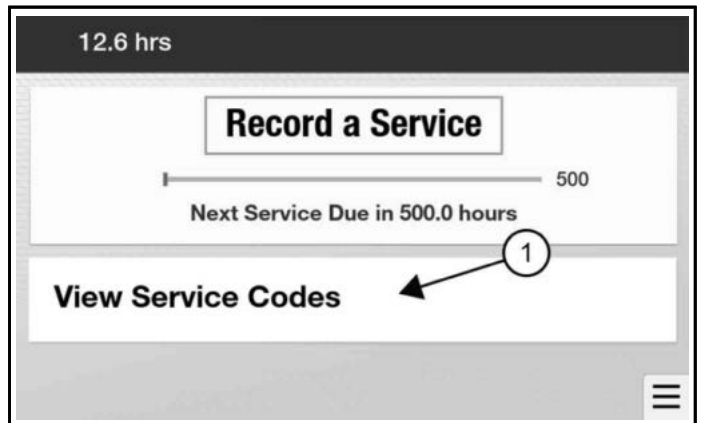 12.6 hrs
Record a Service
500
Next Service Due in 500.0 hours
1
View Service Codes